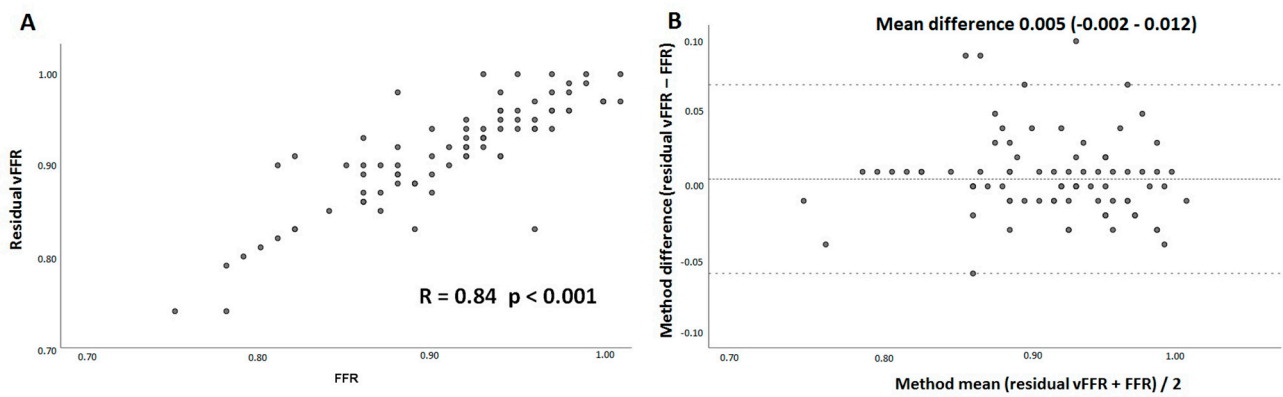 A
Residual vFFR
1.00
0.90
0.80
0.70
R = 0.84 p < 0.001
0.70 0.80 0.90 1.00
FFR
B
Mean difference 0.005 (-0.002 - 0.012)
Method difference (residual vFFR – FFR)
0.10
0.05
0.00
-0.05
-0.10
0.70 0.80 0.90 1.00
Method mean (residual vFFR + FFR) / 2